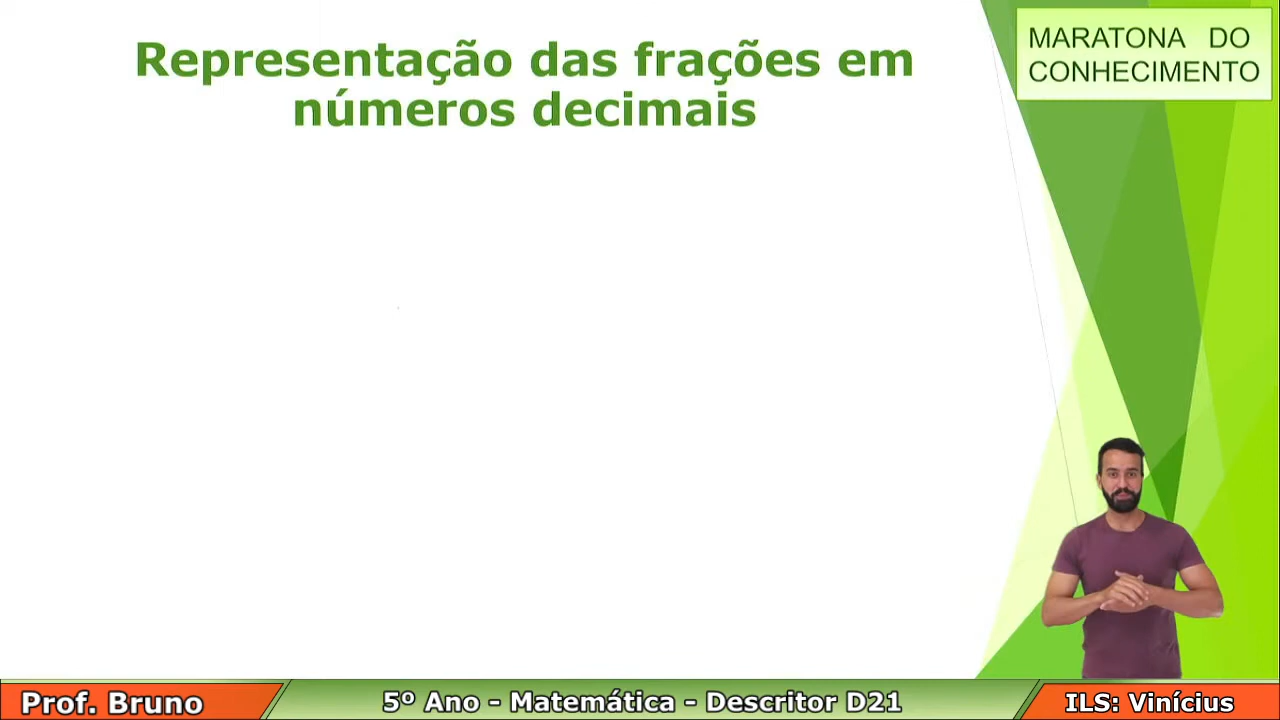 Representação das frações em
números decimais
MARATONA DO
CONHECIMENTO
Prof. Bruno
5º Ano - Matemática - Descritor D21
ILS: Vinícius